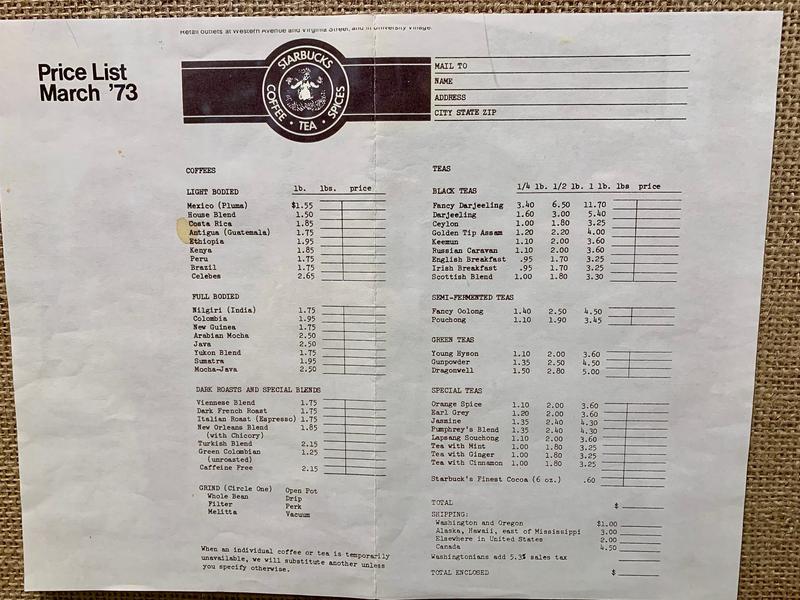 Retail outlets at Western Avenue and Virginia Street, and in University Village.
Price List
March '73
STARBUCKS
COFFEE · TEA · SPICES
MAIL TO
NAME
ADDRESS
CITY STATE ZIP
COFFEES
LIGHT BODIED lb. lbs. price
Mexico (Pluma) $1.55
House Blend 1.50
Costa Rica 1.85
Antigua (Guatemala) 1.75
Ethiopia 1.95
Kenya 1.85
Peru 1.75
Brazil 1.75
Celebes 2.65
FULL BODIED
Nilgiri (India) 1.75
Colombia 1.95
New Guinea 1.75
Arabian Mocha 2.50
Java 2.50
Yukon Blend 1.75
Sumatra 1.95
Mocha-Java 2.50
DARK ROASTS AND SPECIAL BLENDS
Viennese Blend 1.75
Dark French Roast 1.75
Italian Roast (Espresso) 1.75
New Orleans Blend 1.85
(with Chicory)
Turkish Blend 2.15
Green Colombian 1.25
(unroasted)
Caffeine Free 2.15
GRIND (Circle One) Open Pot
Whole Bean Drip
Filter Perk
Melitta Vacuum
When an individual coffee or tea is temporarily
unavailable, we will substitute another unless
you specify otherwise.
TEAS
BLACK TEAS 1/4 lb. 1/2 lb. 1 lb. lbs price
Fancy Darjeeling 3.40 6.50 11.70
Darjeeling 1.60 3.00 5.40
Ceylon 1.00 1.80 3.25
Golden Tip Assam 1.20 2.20 4.00
Keemun 1.10 2.00 3.60
Russian Caravan 1.10 2.00 3.60
English Breakfast .95 1.70 3.25
Irish Breakfast .95 1.70 3.25
Scottish Blend 1.00 1.80 3.30
SEMI-FERMENTED TEAS
Fancy Oolong 1.40 2.50 4.50
Pouchong 1.10 1.90 3.45
GREEN TEAS
Young Hyson 1.10 2.00 3.60
Gunpowder 1.35 2.50 4.50
Dragonwell 1.50 2.80 5.00
SPECIAL TEAS
Orange Spice 1.10 2.00 3.60
Earl Grey 1.20 2.00 3.60
Jasmine 1.35 2.40 4.30
Pumphrey's Blend 1.35 2.40 4.30
Lapsang Souchong 1.10 2.00 3.60
Tea with Mint 1.00 1.80 3.25
Tea with Ginger 1.00 1.80 3.25
Tea with Cinnamon 1.00 1.80 3.25
Starbuck's Finest Cocoa (6 oz.) .60
TOTAL $
SHIPPING:
Washington and Oregon $1.00
Alaska, Hawaii, east of Mississippi 3.00
Elsewhere in United States 2.00
Canada 4.50
Washingtonians add 5.3% sales tax
TOTAL ENCLOSED $